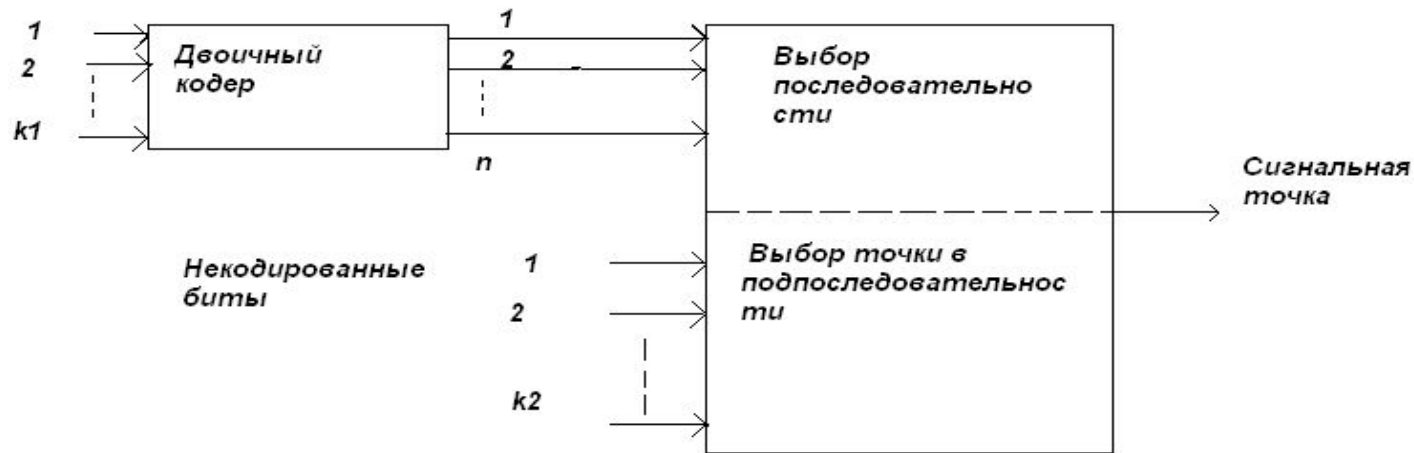 1
2
k1
Двоичный
кодер
1
2
n
Выбор
последовательно
сти
Сигнальная
точка
Некодированные
биты
1
2
k2
Выбор точки в
подпоследовательнос
ти